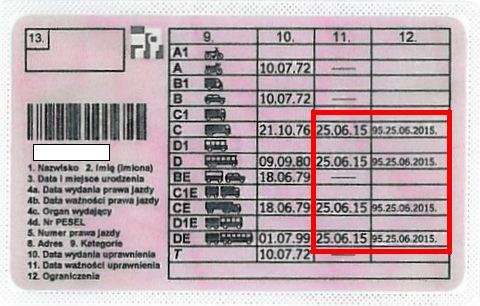 13.
9. 10. 11. 12.
A1
A 10.07.72 —
B1
B 10.07.72 —
C1
C 21.10.76 25.06.15 95.25.06.2015.
D1
D 09.09.80 25.06.15 95.25.06.2015.
BE 18.06.79 —
C1E
CE 18.06.79 25.06.15 95.25.06.2015.
D1E
DE 01.07.99 25.06.15 95.25.06.2015.
T 10.07.72 —
1. Nazwisko 2. Imię (imiona)
3. Data i miejsce urodzenia
4a. Data wydania prawa jazdy
4b. Data ważności prawa jazdy
4c. Organ wydający
4d. Nr PESEL
5. Numer prawa jazdy
8. Adres 9. Kategorie
10. Data wydania uprawnienia
11. Data ważności uprawnienia
12. Ograniczenia